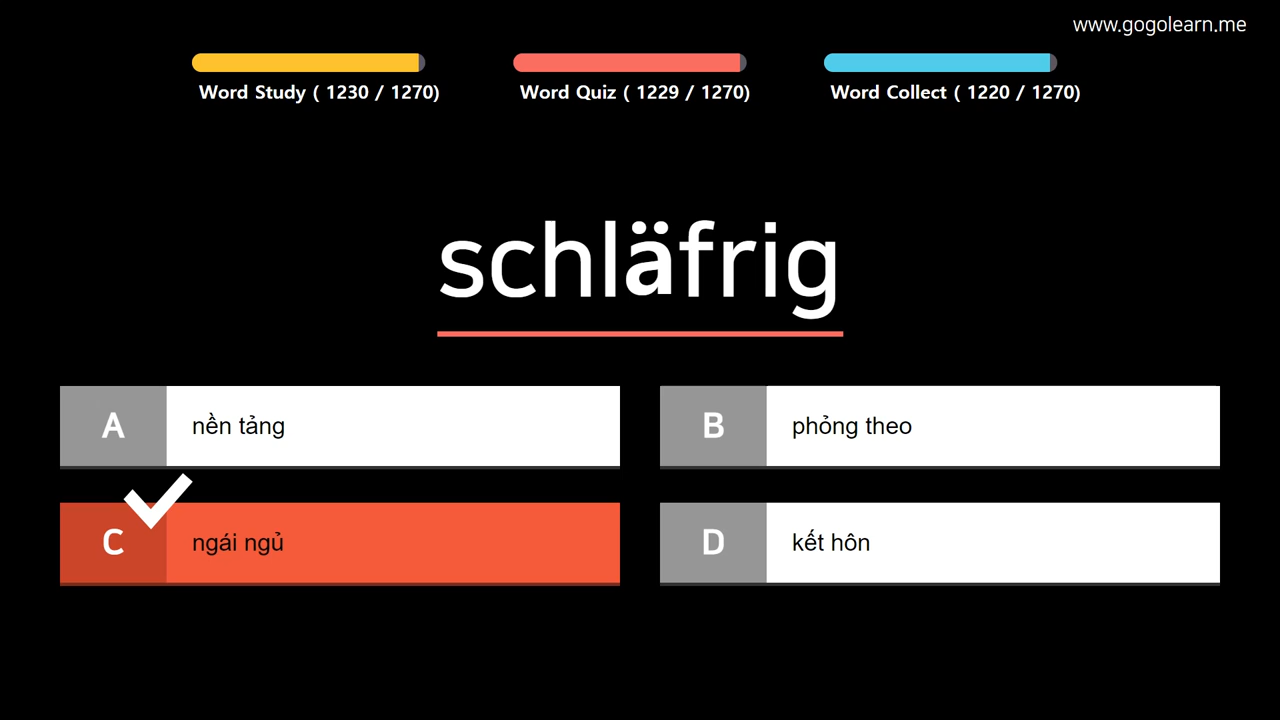 www.gogolearn.me
Word Study ( 1230 / 1270)
Word Quiz ( 1229 / 1270)
Word Collect ( 1220 / 1270)
schläfrig
A nền tảng
B phỏng theo
C ngái ngủ
D kết hôn